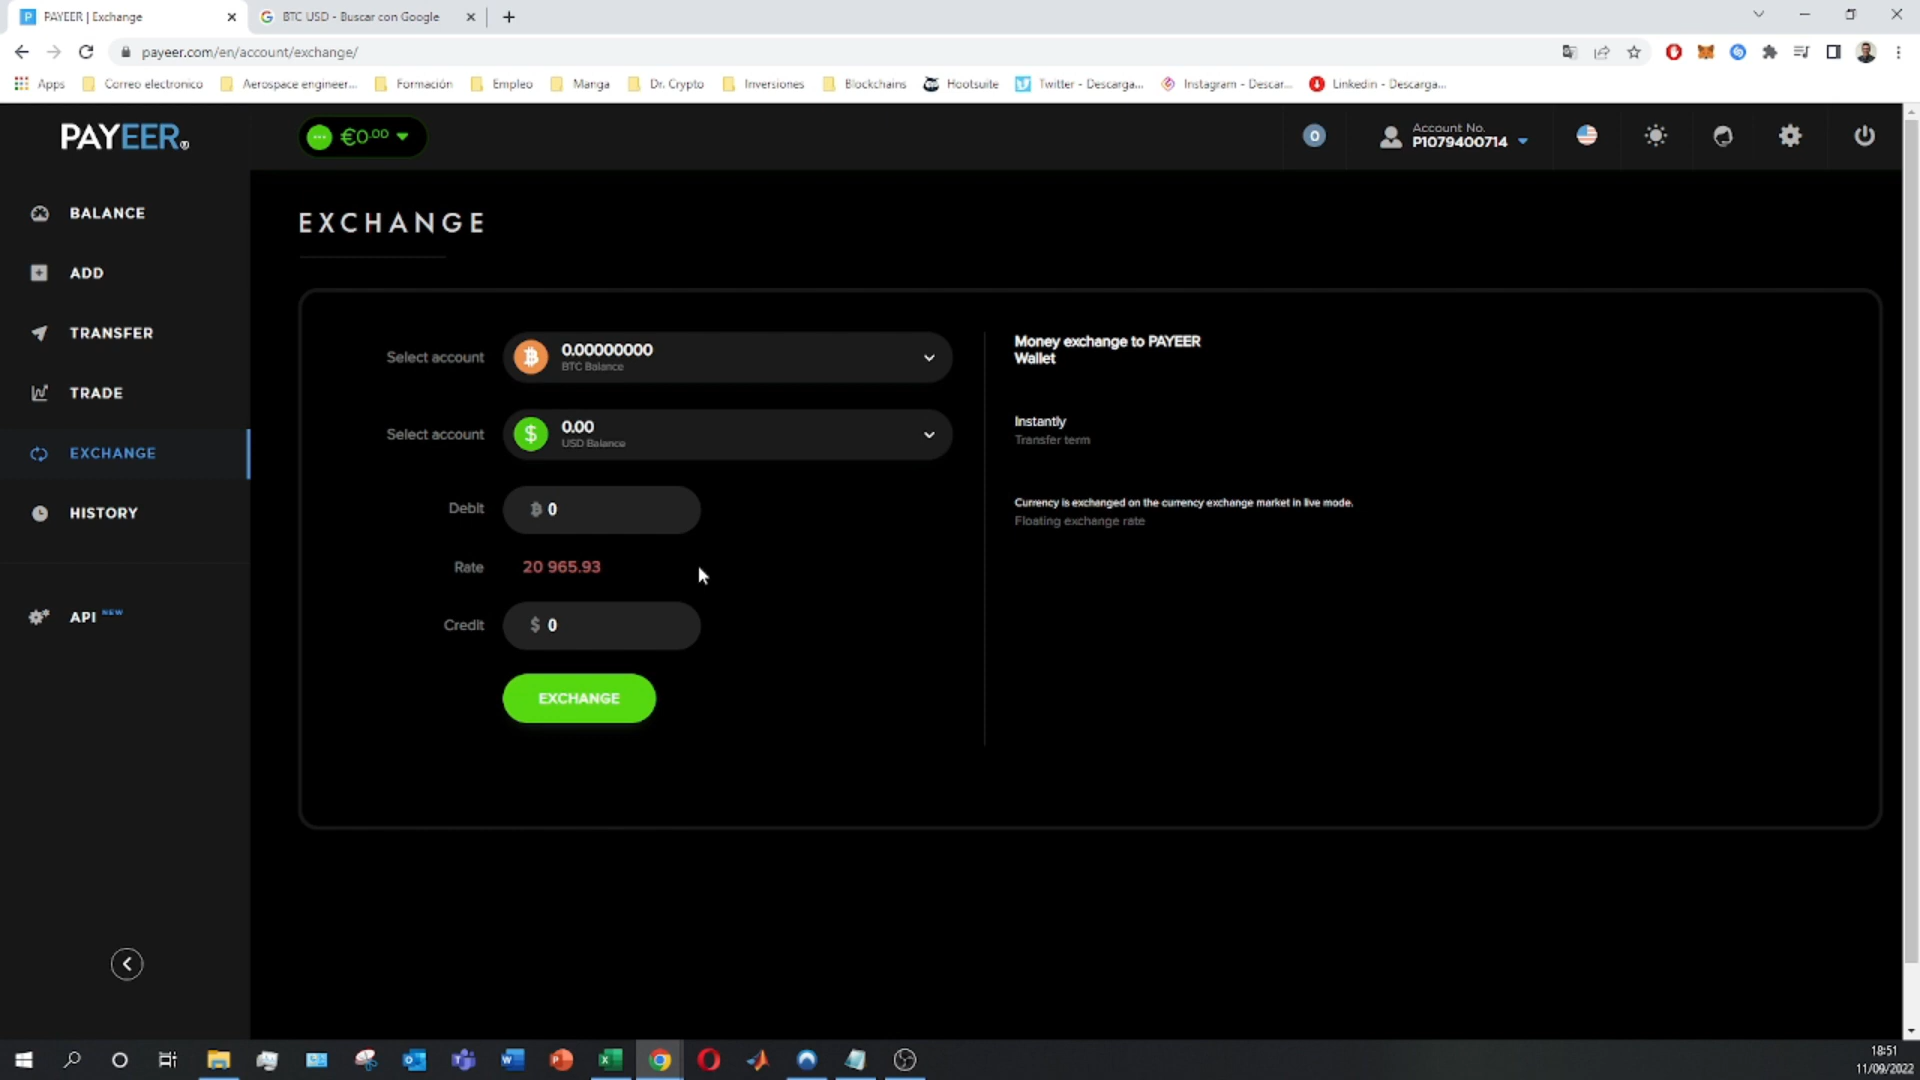 PAYEER | Exchange
BTC USD - Buscar con Google
payeer.com/en/account/exchange/
Apps
Correo electronico
Aerospace engineer...
Formación
Empleo
Manga
Dr. Crypto
Inversiones
Blockchains
Hootsuite
Twitter - Descarga...
Instagram - Descar...
Linkedin - Descarga...
PAYEER®
€0.00
0
Account No.
P1079400714
BALANCE
ADD
TRANSFER
TRADE
EXCHANGE
HISTORY
API NEW
EXCHANGE
Select account
0.00000000
BTC Balance
Select account
0.00
USD Balance
Debit
0
Rate
20 965.93
Credit
$ 0
EXCHANGE
Money exchange to PAYEER
Wallet
Instantly
Transfer term
Currency is exchanged on the currency exchange market in live mode.
Floating exchange rate
18:51
11/09/2022